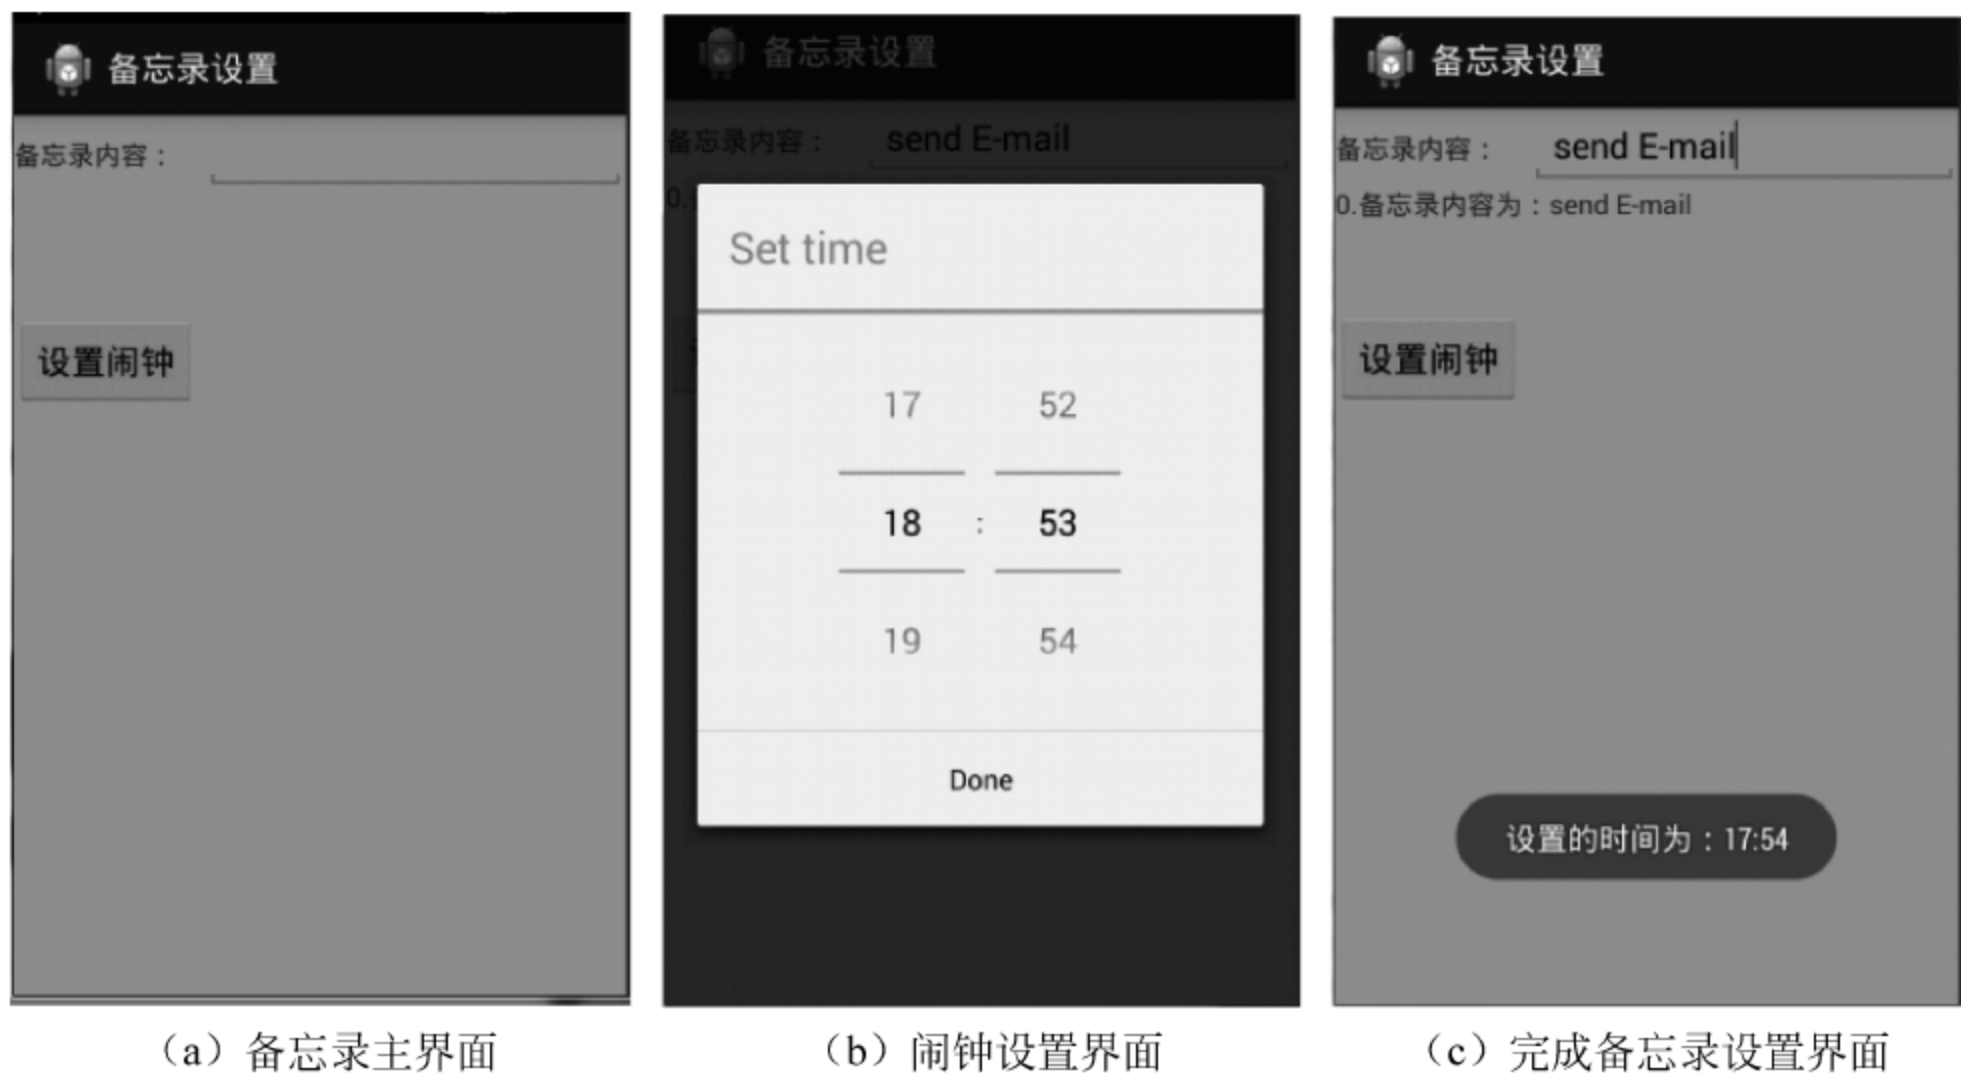 备忘录设置
备忘录内容：
设置闹钟
（a）备忘录主界面
备忘录设置
备忘录内容： send E-mail
0.
Set time
17 52
18 : 53
19 54
Done
（b）闹钟设置界面
备忘录设置
备忘录内容： send E-mail
0.备忘录内容为：send E-mail
设置闹钟
设置的时间为：17:54
（c）完成备忘录设置界面